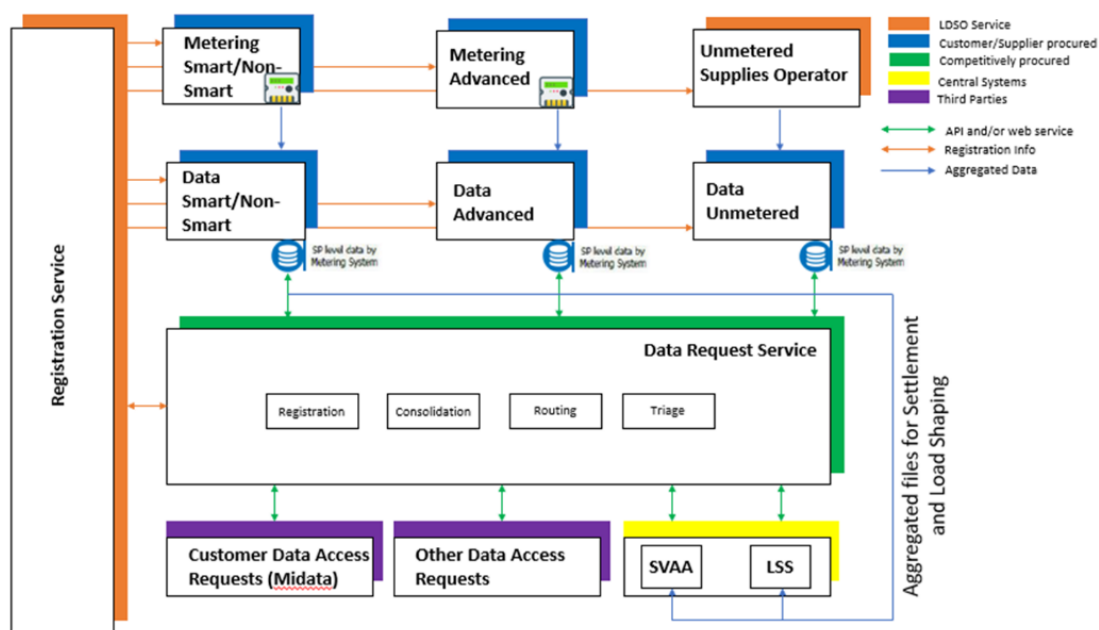 Registration Service
Metering
Smart/Non-
Smart
Metering
Advanced
Unmetered
Supplies Operator
LDSO Service
Customer/Supplier procured
Competitively procured
Central Systems
Third Parties
API and/or web service
Registration Info
Aggregated Data
Data
Smart/Non-
Smart
Data
Advanced
Data
Unmetered
SP level data by
Metering System
SP level data by
Metering System
SP level data by
Metering System
Data Request Service
Registration
Consolidation
Routing
Triage
Aggregated files for Settlement
and Load Shaping
Customer Data Access
Requests (Midata)
Other Data Access
Requests
SVAA
LSS